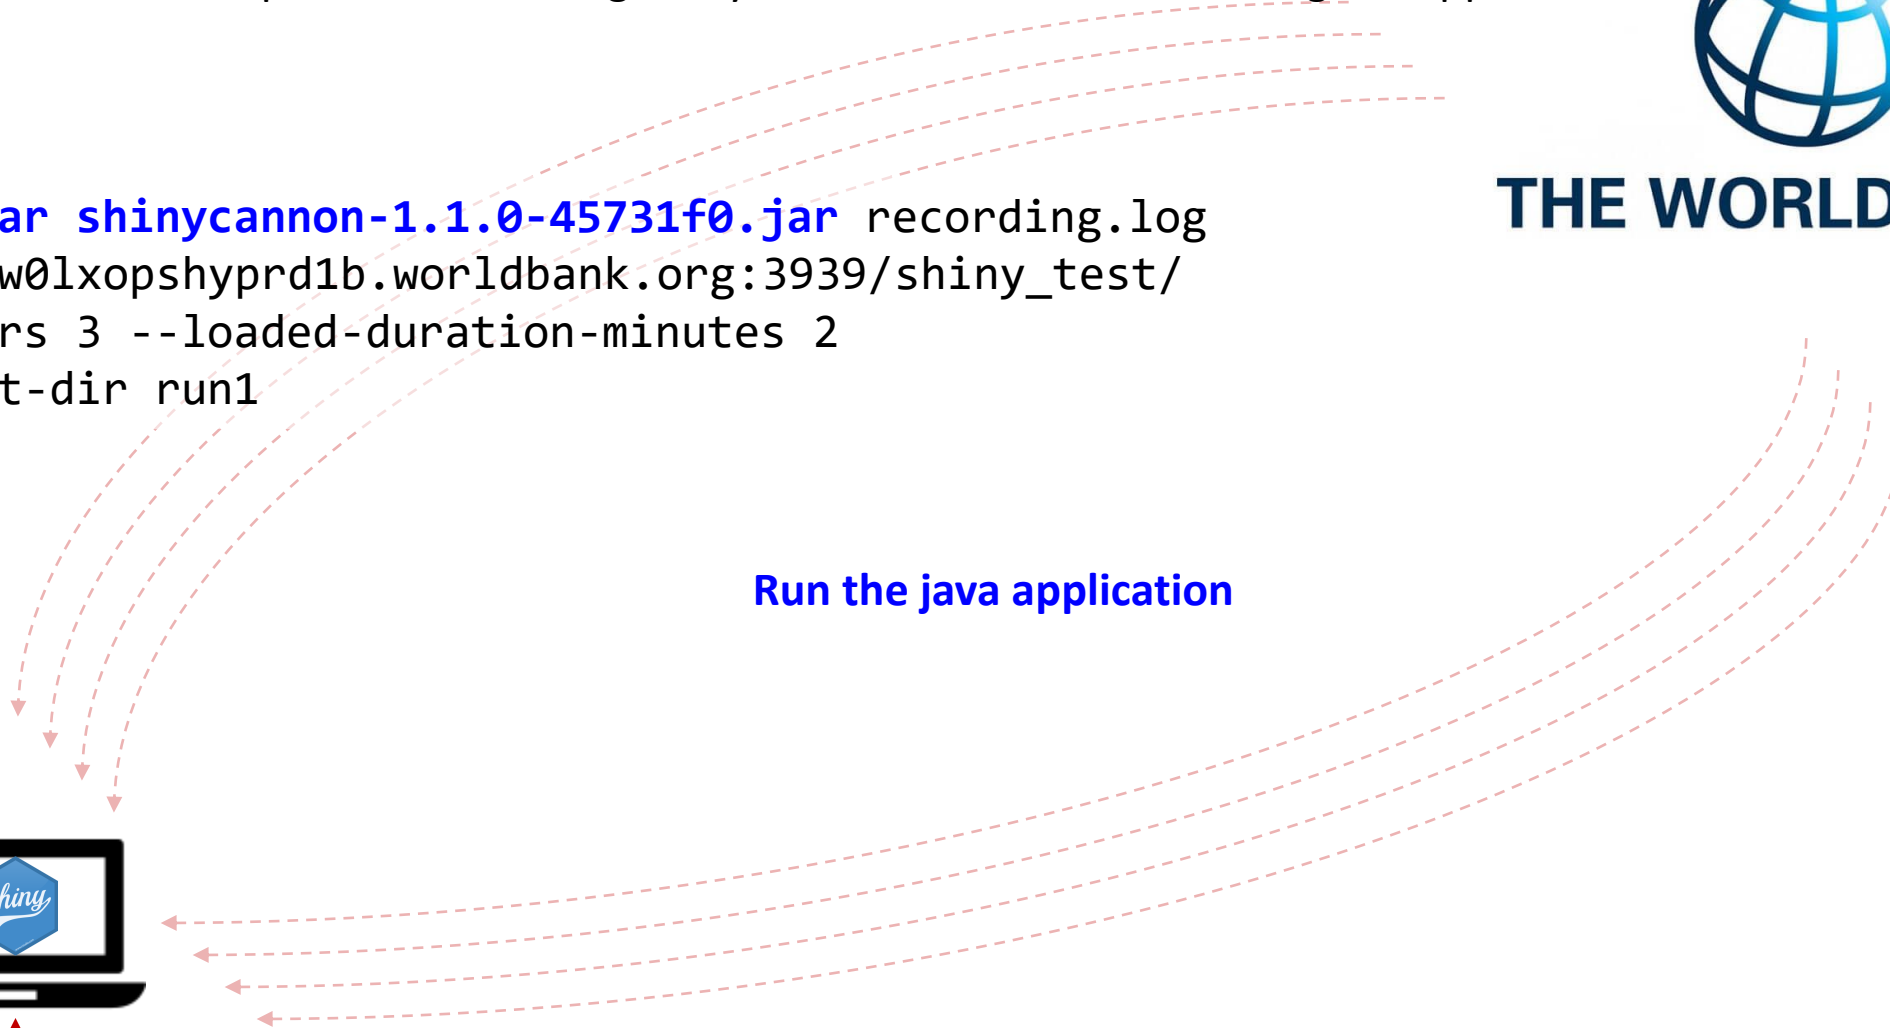 ar shinycannon-1.1.0-45731f0.jar recording.log
w0lxopshyprd1b.worldbank.org:3939/shiny_test/
rs 3 --loaded-duration-minutes 2
t-dir run1
THE WORLD
Run the java application
hiny